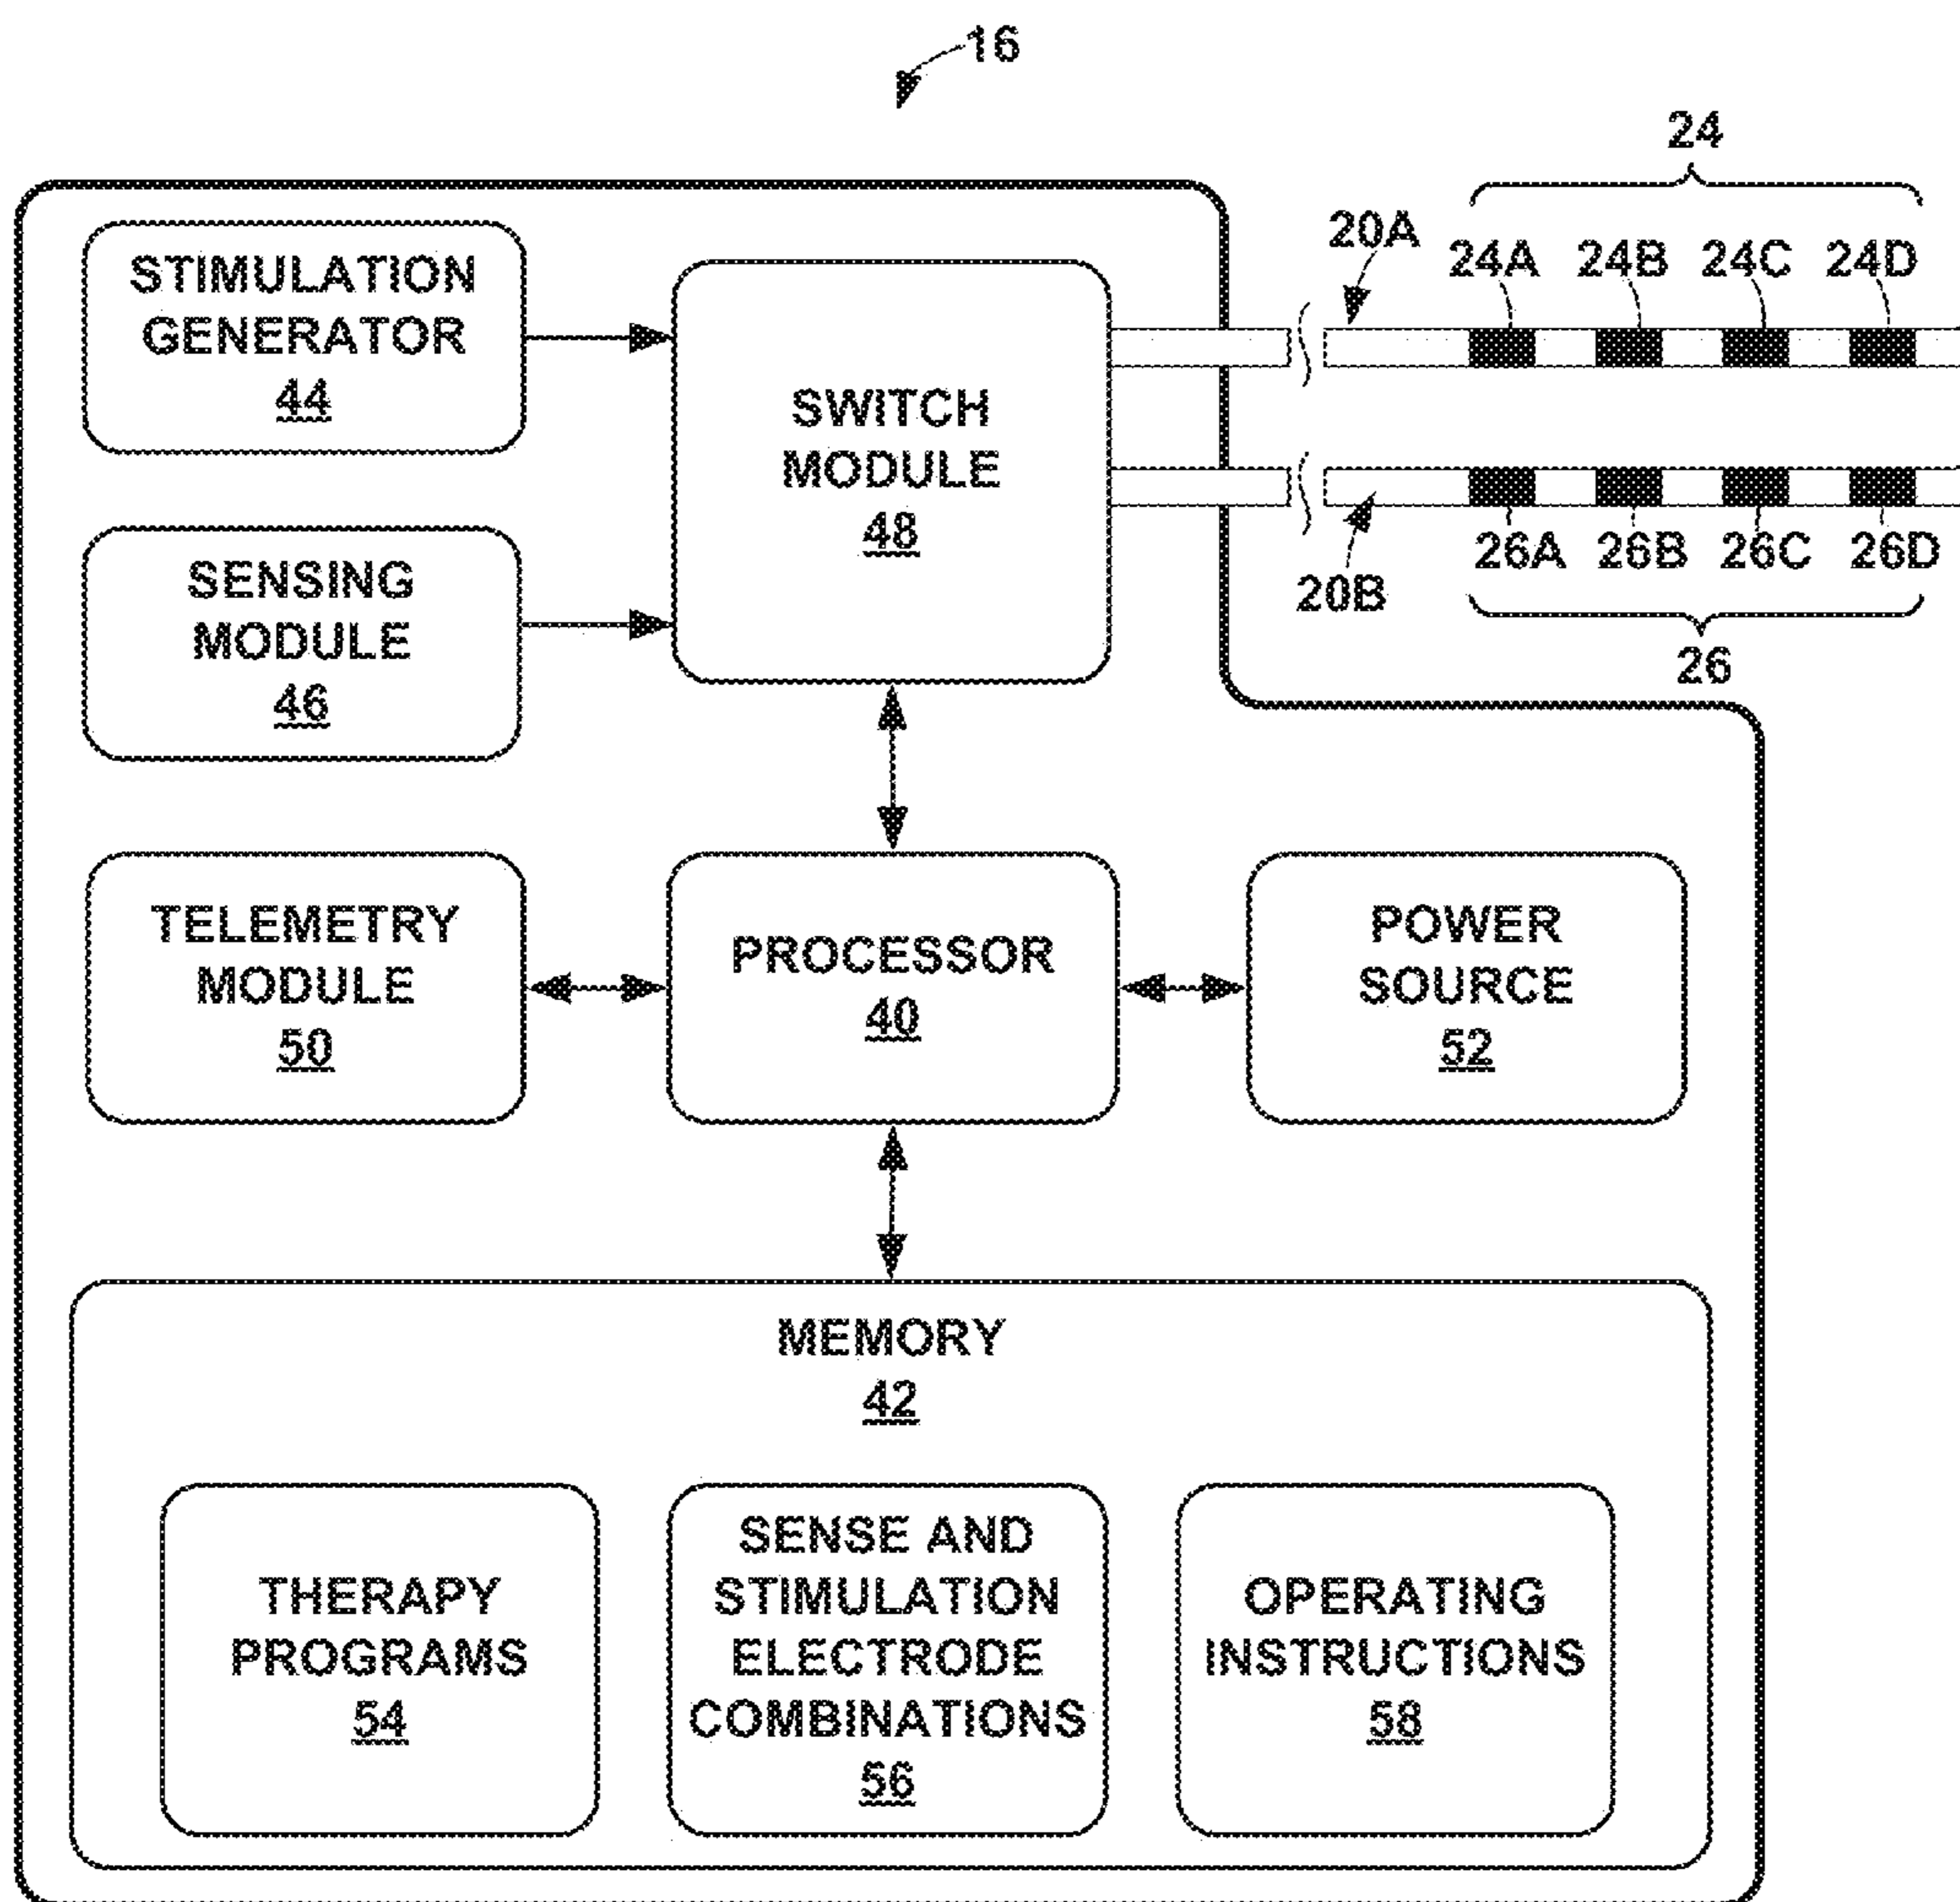 16
24
20A
24A 24B 24C 24D
STIMULATION
GENERATOR
44
SWITCH
MODULE
48
26A 26B 26C 26D
20B
26
SENSING
MODULE
46
TELEMETRY
MODULE
50
PROCESSOR
40
POWER
SOURCE
52
MEMORY
42
THERAPY
PROGRAMS
54
SENSE AND
STIMULATION
ELECTRODE
COMBINATIONS
56
OPERATING
INSTRUCTIONS
58